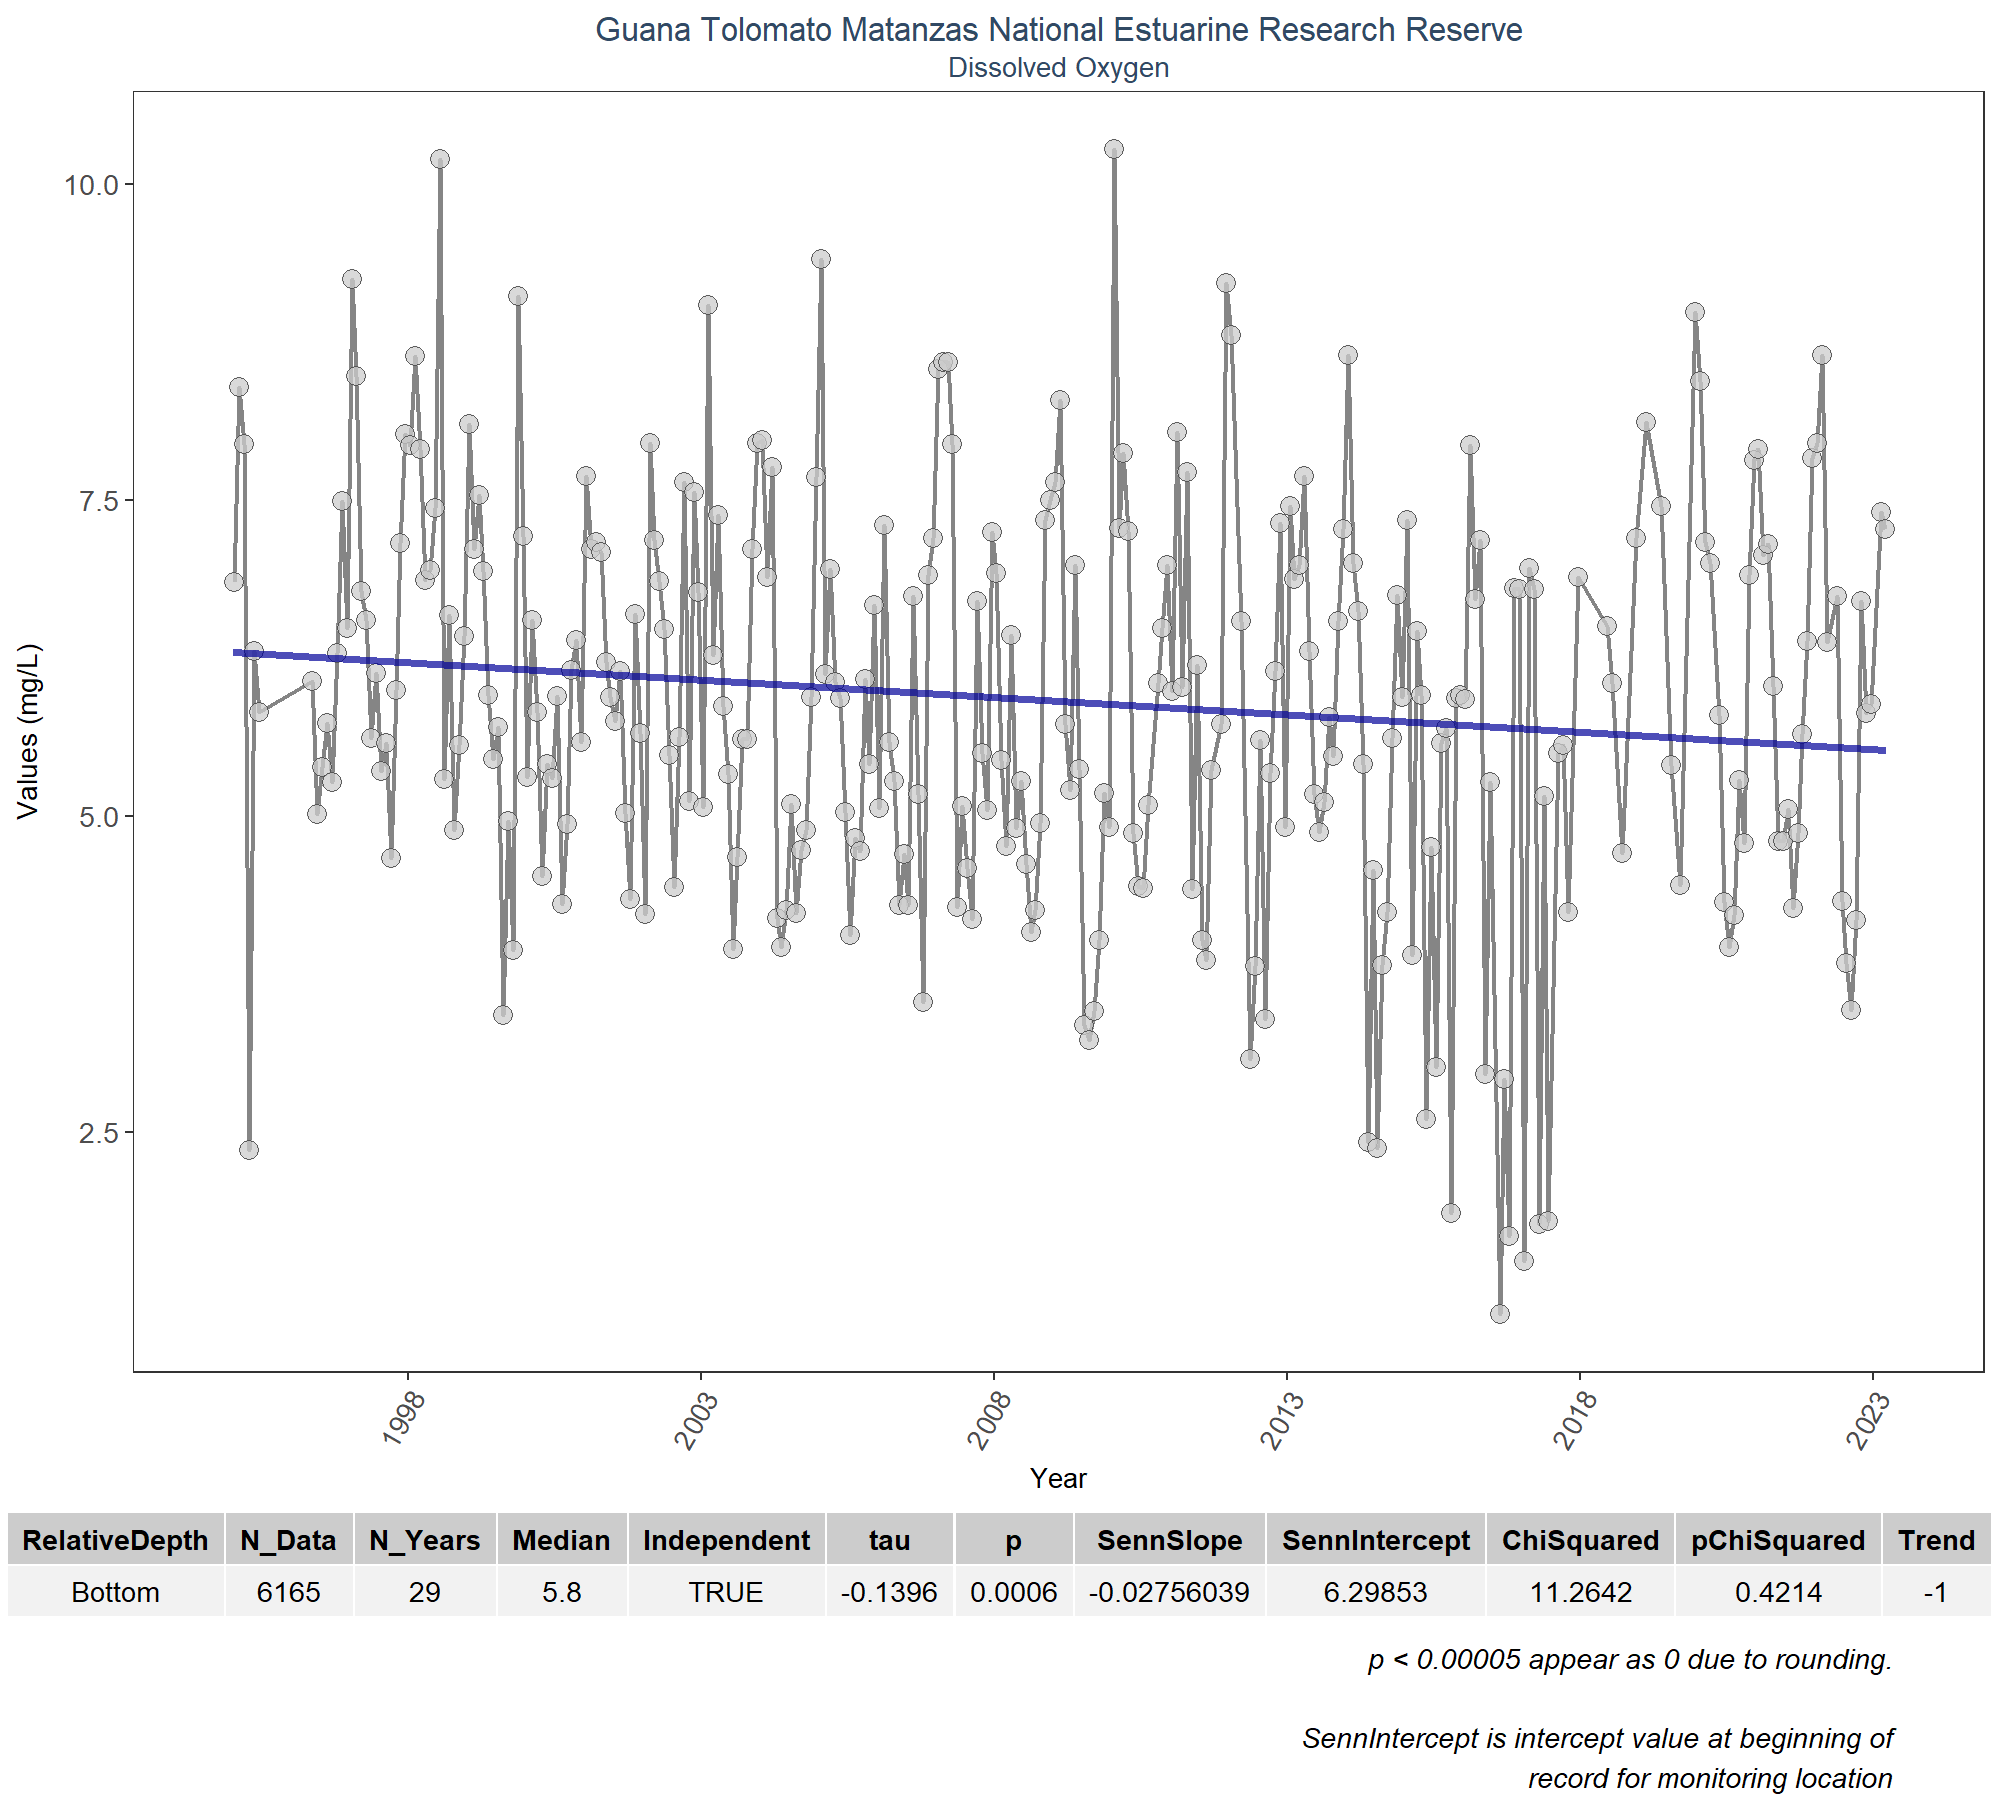 Guana Tolomato Matanzas National Estuarine Research Reserve
Dissolved Oxygen
10.0
7.5
5.0
2.5
Values (mg/L)
1998 2003 2008 2013 2018 2023
Year
RelativeDepth N_Data N_Years Median Independent tau p SennSlope SennIntercept ChiSquared pChiSquared Trend
Bottom 6165 29 5.8 TRUE -0.1396 0.0006 -0.02756039 6.29853 11.2642 0.4214 -1
p < 0.00005 appear as 0 due to rounding.
SennIntercept is intercept value at beginning of
record for monitoring location